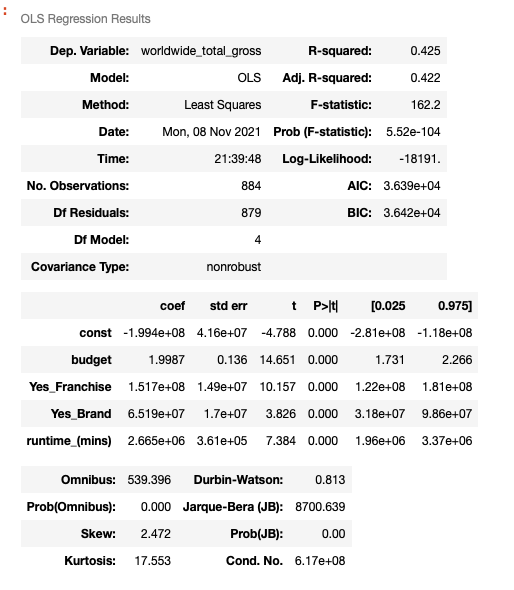 :
OLS Regression Results
Dep. Variable: worldwide_total_gross R-squared: 0.425
Model: OLS Adj. R-squared: 0.422
Method: Least Squares F-statistic: 162.2
Date: Mon, 08 Nov 2021 Prob (F-statistic): 5.52e-104
Time: 21:39:48 Log-Likelihood: -18191.
No. Observations: 884 AIC: 3.639e+04
Df Residuals: 879 BIC: 3.642e+04
Df Model: 4
Covariance Type: nonrobust
coef std err t P>|t| [0.025 0.975]
const -1.994e+08 4.16e+07 -4.788 0.000 -2.81e+08 -1.18e+08
budget 1.9987 0.136 14.651 0.000 1.731 2.266
Yes_Franchise 1.517e+08 1.49e+07 10.157 0.000 1.22e+08 1.81e+08
Yes_Brand 6.519e+07 1.7e+07 3.826 0.000 3.18e+07 9.86e+07
runtime_(mins) 2.665e+06 3.61e+05 7.384 0.000 1.96e+06 3.37e+06
Omnibus: 539.396 Durbin-Watson: 0.813
Prob(Omnibus): 0.000 Jarque-Bera (JB): 8700.639
Skew: 2.472 Prob(JB): 0.00
Kurtosis: 17.553 Cond. No. 6.17e+08